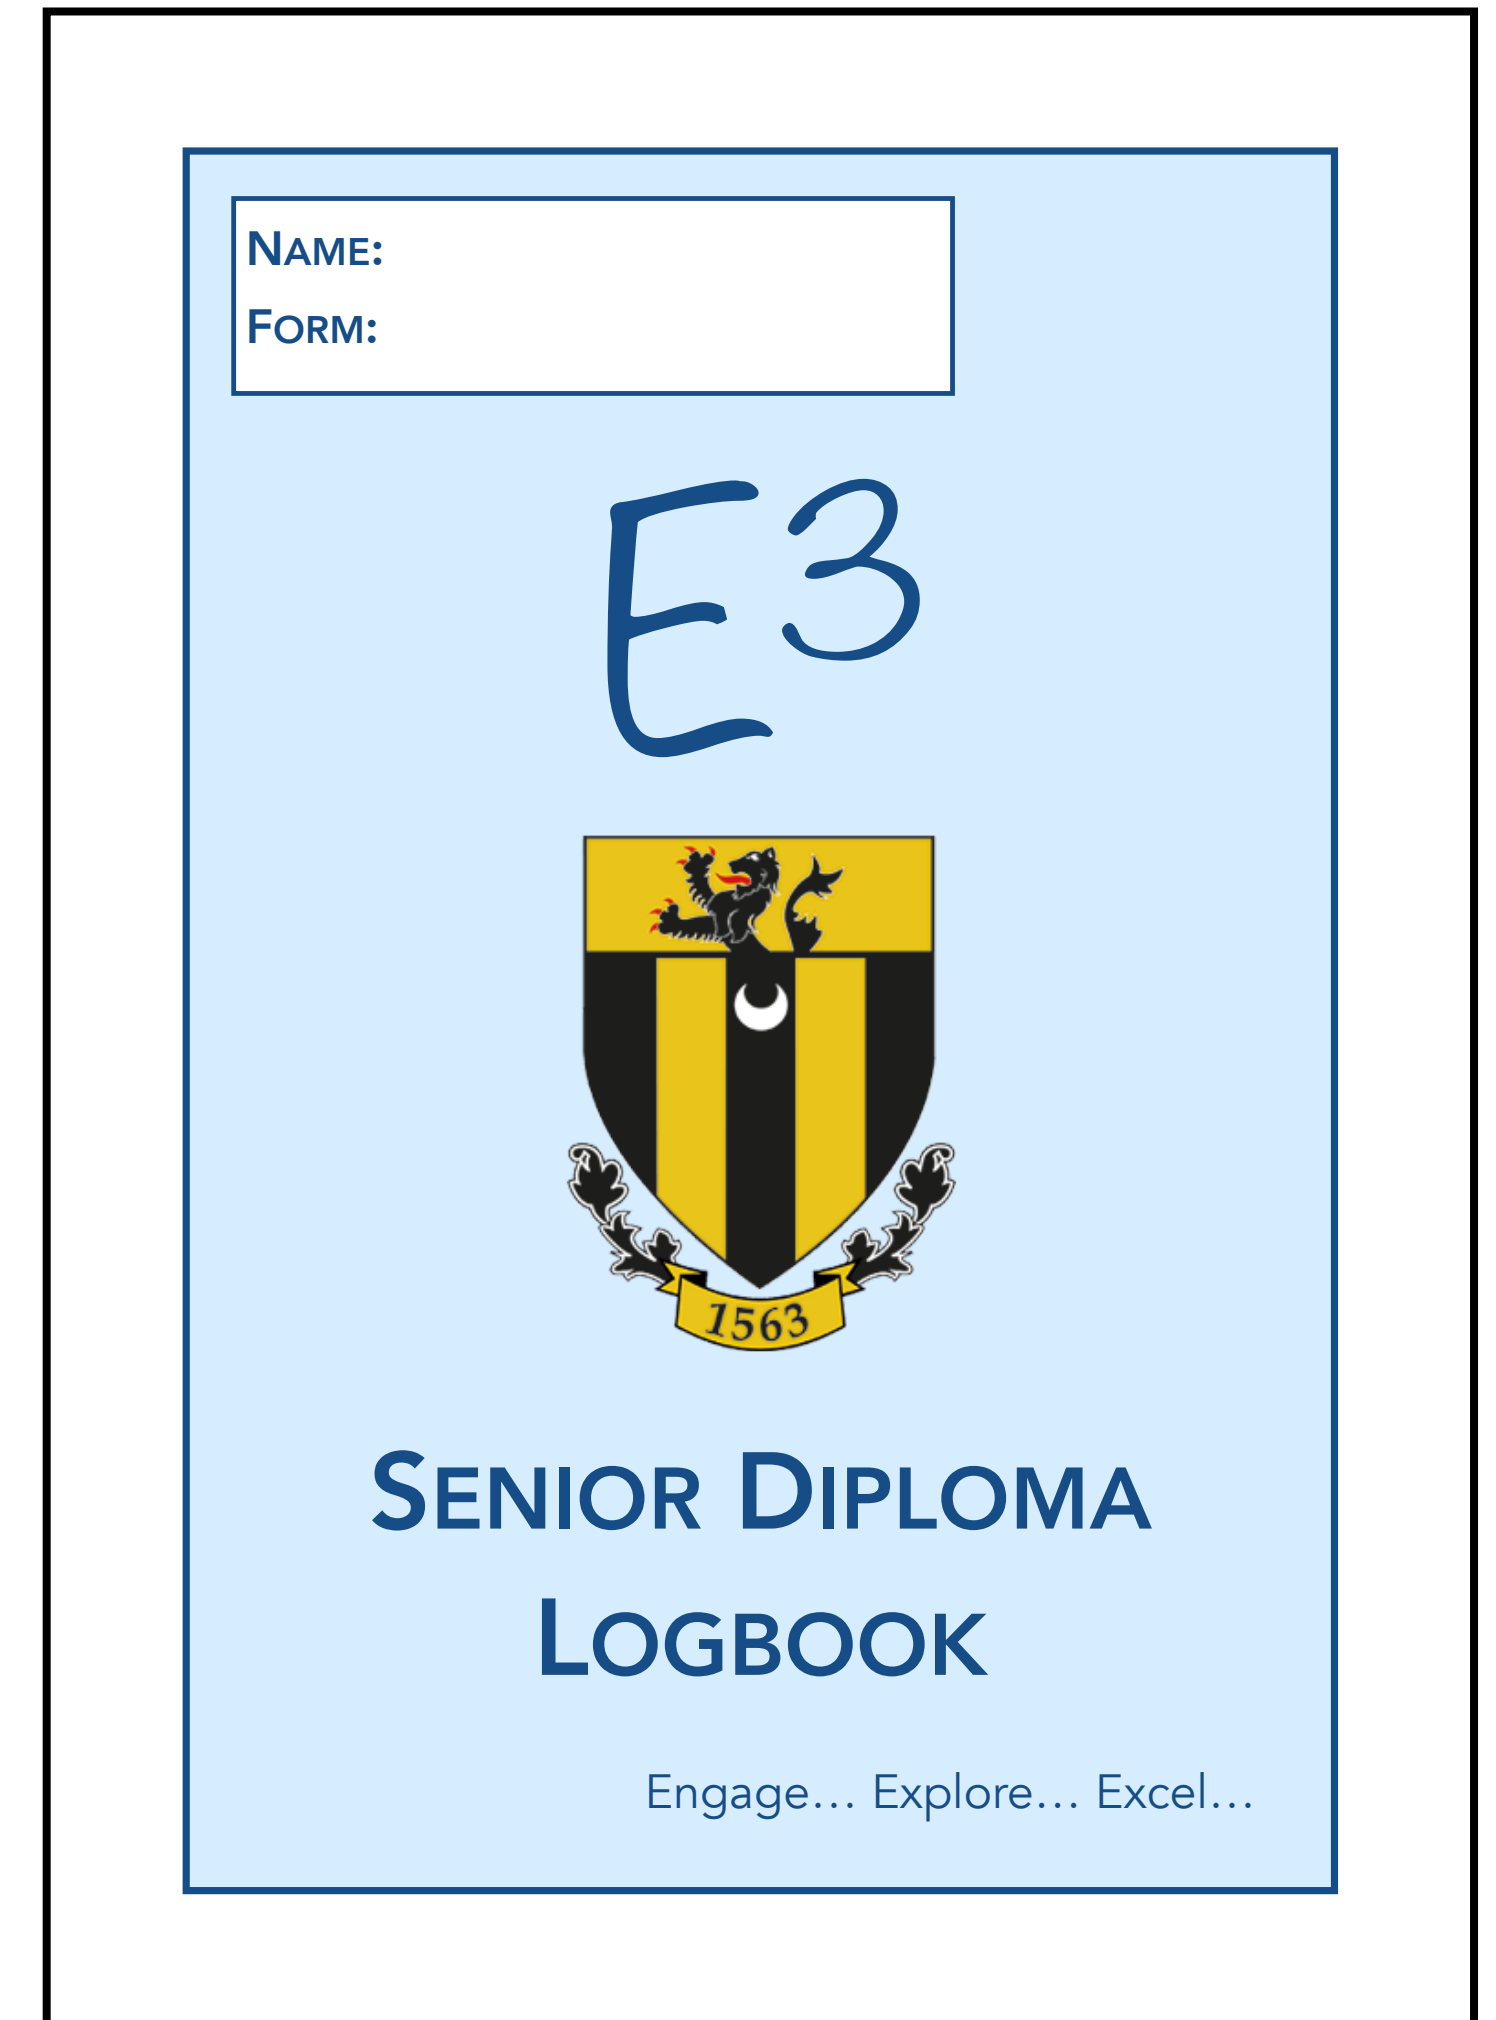 NAME:
FORM:
E3
1563
SENIOR DIPLOMA
LOGBOOK
Engage… Explore… Excel…